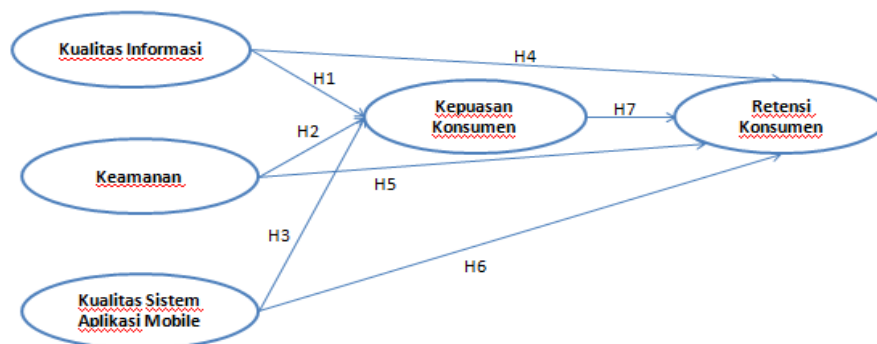 Kualitas Informasi
H4
H1
Kepuasan
Konsumen
H7
Retensi
Konsumen
H2
Keamanan
H5
H3
H6
Kualitas Sistem
Aplikasi Mobile